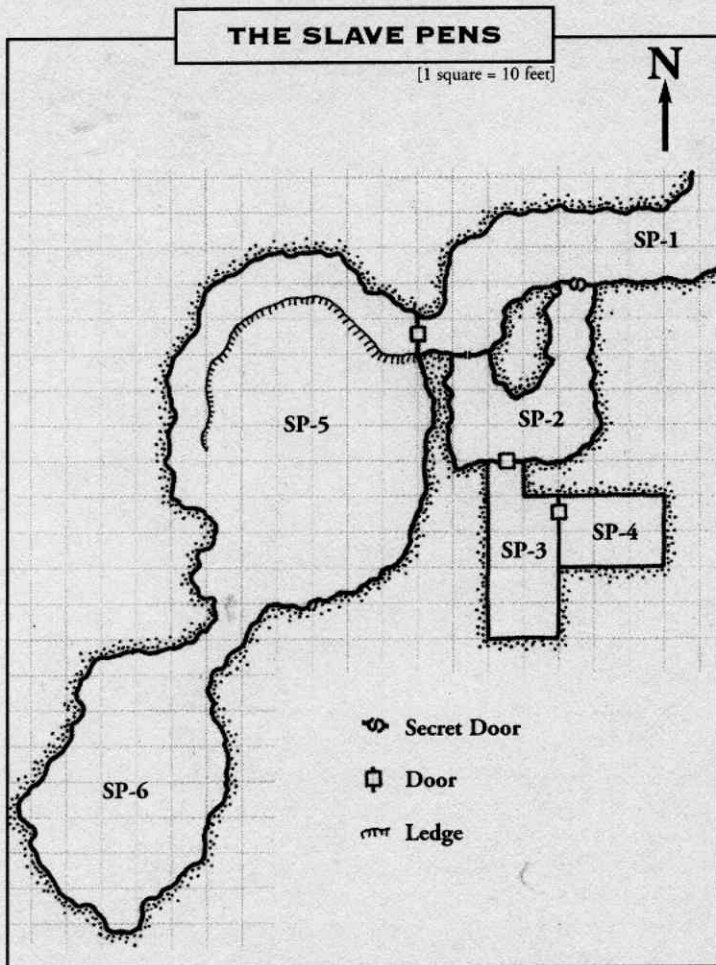 THE SLAVE PENS
[1 square = 10 feet]
N
SP-1
SP-5
SP-2
SP-3
SP-4
SP-6
Secret Door
Door
Ledge